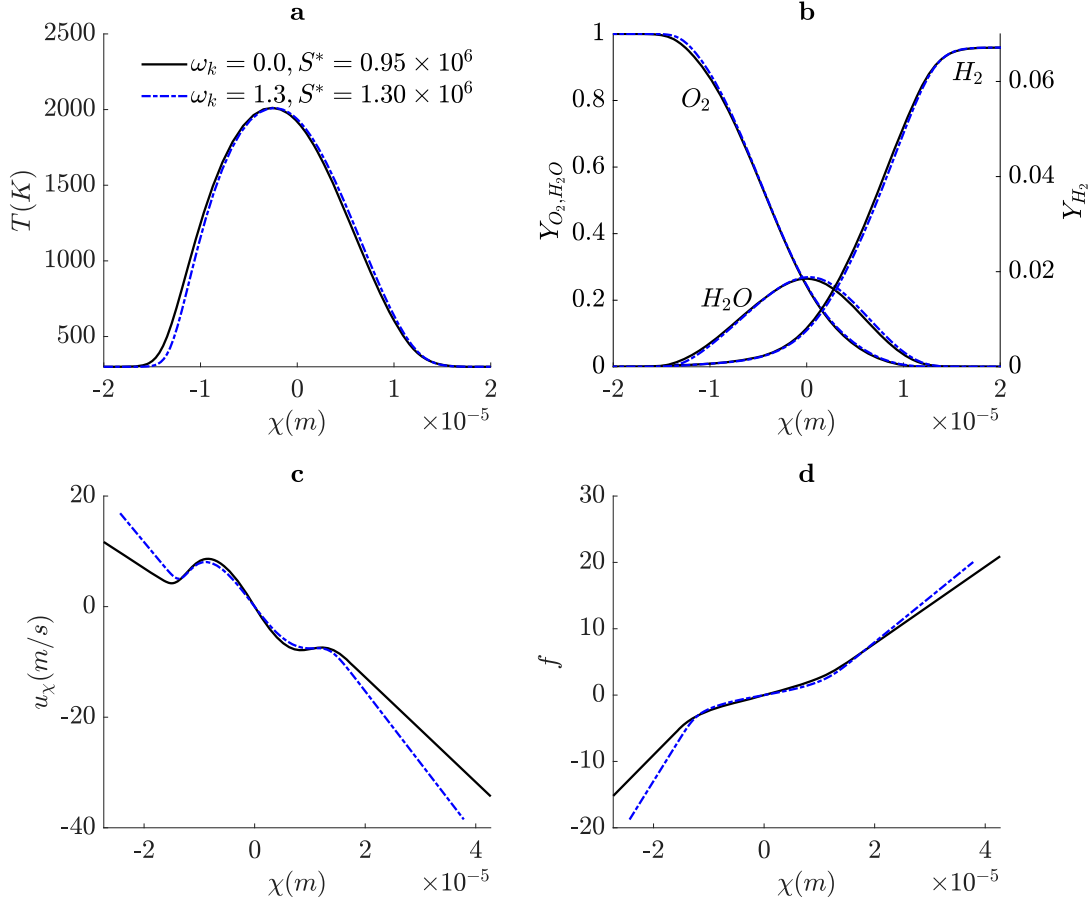 a
2500
2000
1500
1000
500
T(K)
ω_k = 0.0, S* = 0.95 × 10^6
ω_k = 1.3, S* = 1.30 × 10^6
-2 -1 0 1 2
χ(m) ×10^-5
b
1
0.8
0.6
0.4
0.2
0
Y_{O_2,H_2O}
O_2
H_2
H_2O
0.06
0.04
0.02
0
Y_{H_2}
-2 -1 0 1 2
χ(m) ×10^-5
c
20
0
-20
-40
u_χ(m/s)
-2 0 2 4
χ(m) ×10^-5
d
30
20
10
0
-10
-20
f
-2 0 2 4
χ(m) ×10^-5